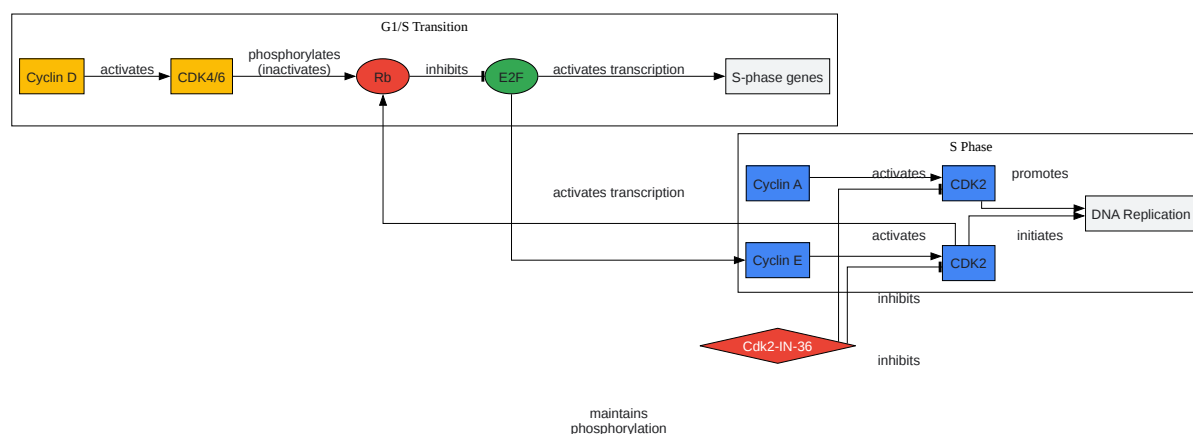 G1/S Transition
Cyclin D
activates
CDK4/6
phosphorylates
(inactivates)
Rb
inhibits
E2F
activates transcription
S-phase genes
S Phase
Cyclin A
activates
CDK2
promotes
activates transcription
DNA Replication
activates
initiates
Cyclin E
CDK2
inhibits
Cdk2-IN-36
inhibits
maintains
phosphorylation